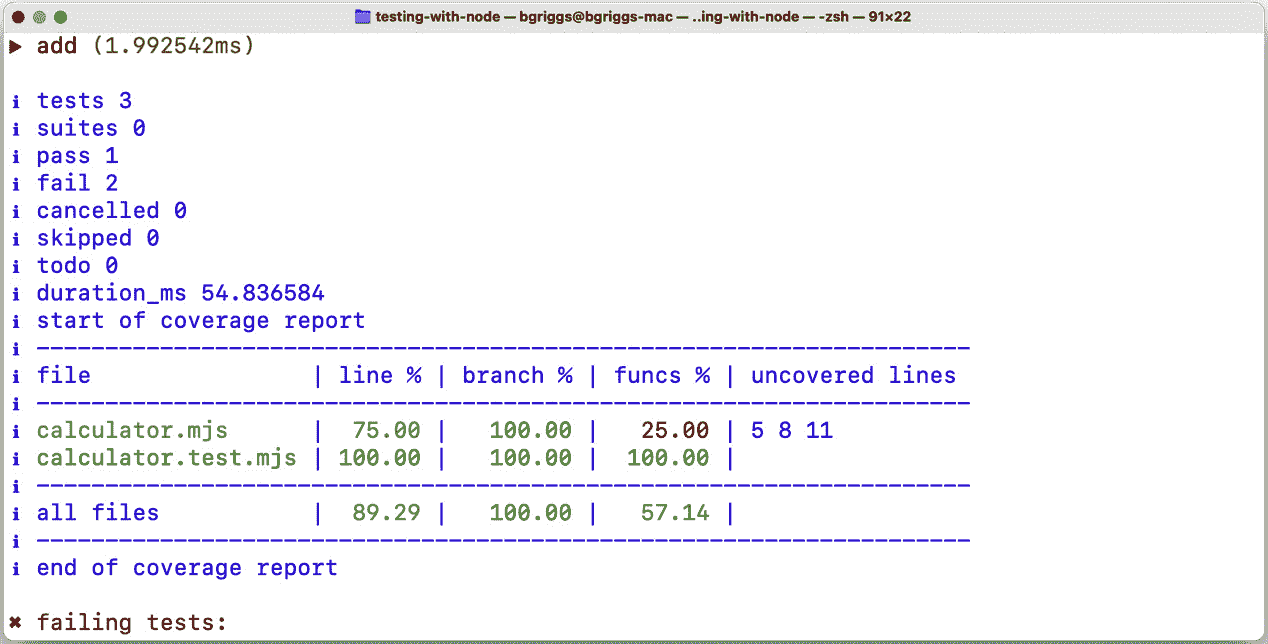 testing-with-node — bgriggs@bgriggs-mac — ..ing-with-node — -zsh — 91×22
▶ add (1.992542ms)
ℹ tests 3
ℹ suites 0
ℹ pass 1
ℹ fail 2
ℹ cancelled 0
ℹ skipped 0
ℹ todo 0
ℹ duration_ms 54.836584
ℹ start of coverage report
ℹ --------------------------------------------------------------------
ℹ file                | line % | branch % | funcs % | uncovered lines
ℹ --------------------------------------------------------------------
ℹ calculator.mjs      |  75.00 |   100.00 |   25.00 | 5 8 11
ℹ calculator.test.mjs | 100.00 |   100.00 |  100.00 |
ℹ --------------------------------------------------------------------
ℹ all files           |  89.29 |   100.00 |   57.14 |
ℹ --------------------------------------------------------------------
ℹ end of coverage report
✖ failing tests: